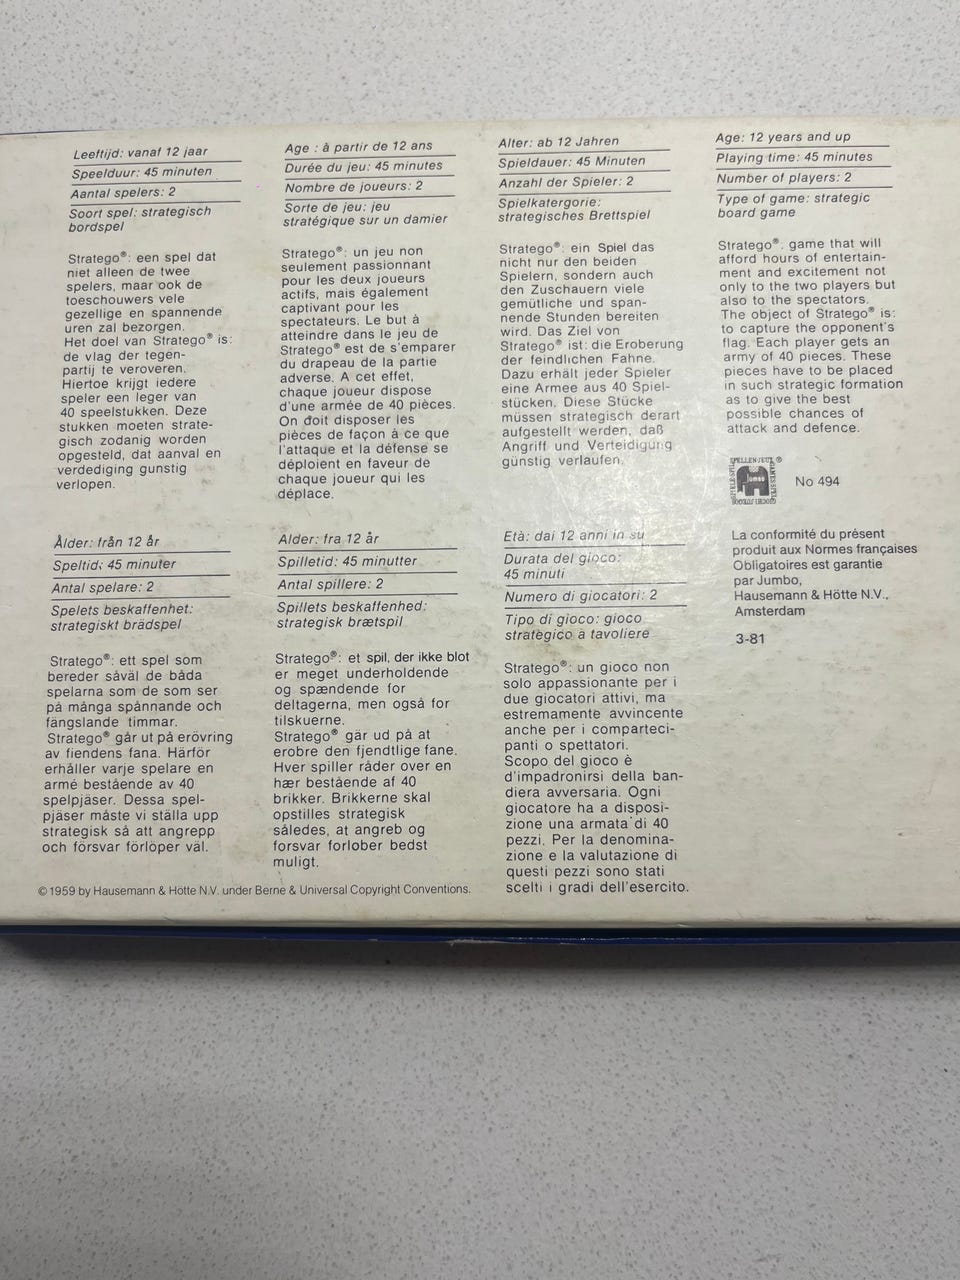 Leeftijd: vanaf 12 jaar
Speelduur: 45 minuten
Aantal spelers: 2
Soort spel: strategisch
bordspel
Stratego®: een spel dat
niet alleen de twee
spelers, maar ook de
toeschouwers vele
gezellige en spannende
uren zal bezorgen.
Het doel van Stratego® is:
de vlag der tegen-
partij te veroveren.
Hiertoe krijgt iedere
speler een leger van
40 speelstukken. Deze
stukken moeten strate-
gisch zodanig worden
opgesteld, dat aanval en
verdediging gunstig
verlopen.
Age : à partir de 12 ans
Durée du jeu: 45 minutes
Nombre de joueurs: 2
Sorte de jeu: jeu
stratégique sur un damier
Stratego®: un jeu non
seulement passionnant
pour les deux joueurs
actifs, mais également
captivant pour les
spectateurs. Le but à
atteindre dans le jeu de
Stratego® est de s'emparer
du drapeau de la partie
adverse. A cet effet,
chaque joueur dispose
d'une armée de 40 pièces.
On doit disposer les
pièces de façon à ce que
l'attaque et la défense se
déploient en faveur de
chaque joueur qui les
déplace.
Alter: ab 12 Jahren
Spieldauer: 45 Minuten
Anzahl der Spieler: 2
Spielkatergorie:
strategisches Brettspiel
Stratego®: ein Spiel das
nicht nur den beiden
Spielern, sondern auch
den Zuschauern viele
gemütliche und span-
nende Stunden bereiten
wird. Das Ziel von
Stratego® ist: die Eroberung
der feindlichen Fahne.
Dazu erhält jeder Spieler
eine Armee aus 40 Spiel-
stücken. Diese Stücke
müssen strategisch derart
aufgestellt werden, daß
Angriff und Verteidigung
günstig verlaufen.
Age: 12 years and up
Playing time: 45 minutes
Number of players: 2
Type of game: strategic
board game
Stratego®. game that will
afford hours of entertain-
ment and excitement not
only to the two players but
also to the spectators.
The object of Stratego® is:
to capture the opponent's
flag. Each player gets an
army of 40 pieces. These
pieces have to be placed
in such strategic formation
as to give the best
possible chances of
attack and defence.
Jumbo
No 494
Ålder: från 12 år
Speltid: 45 minuter
Antal spelare: 2
Spelets beskaffenhet:
strategiskt brädspel
Stratego®: ett spel som
bereder såväl de båda
spelarna som de som ser
på många spånnande och
fängslande timmar.
Stratego® går ut på erövring
av fiendens fana. Härför
erhåller varje spelare en
armé bestående av 40
spelpjäser. Dessa spel-
pjäser måste vi ställa upp
strategisk så att angrepp
och försvar förlöper väl.
Alder: fra 12 år
Spilletid: 45 minutter
Antal spillere: 2
Spillets beskaffenhed:
strategisk brætspil
Stratego®: et spil, der ikke blot
er meget underholdende
og spændende for
deltagerna, men også for
tilskuerne.
Stratego® gär ud på at
erobre den fjendtlige fane.
Hver spiller råder over en
hær bestående af 40
brikker. Brikkerne skal
opstilles strategisk
således, at angreb og
forsvar forlober bedst
muligt.
Età: dai 12 anni in su
Durata del gioco:
45 minuti
Numero di giocatori: 2
Tipo di gioco: gioco
stratègico a tavoliere
Stratego®: un gioco non
solo appassionante per i
due giocatori attivi, ma
estremamente avvincente
anche per i comparteci-
panti o spettatori.
Scopo del gioco è
d'impadronirsi della ban-
diera avversaria. Ogni
giocatore ha a disposi-
zione una armata di 40
pezzi. Per la denomina-
zione e la valutazione di
questi pezzi sono stati
scelti i gradi dell'esercito.
La conformité du présent
produit aux Normes françaises
Obligatoires est garantie
par Jumbo,
Hausemann & Hötte N.V.,
Amsterdam
3-81
© 1959 by Hausemann & Hötte N.V. under Berne & Universal Copyright Conventions.